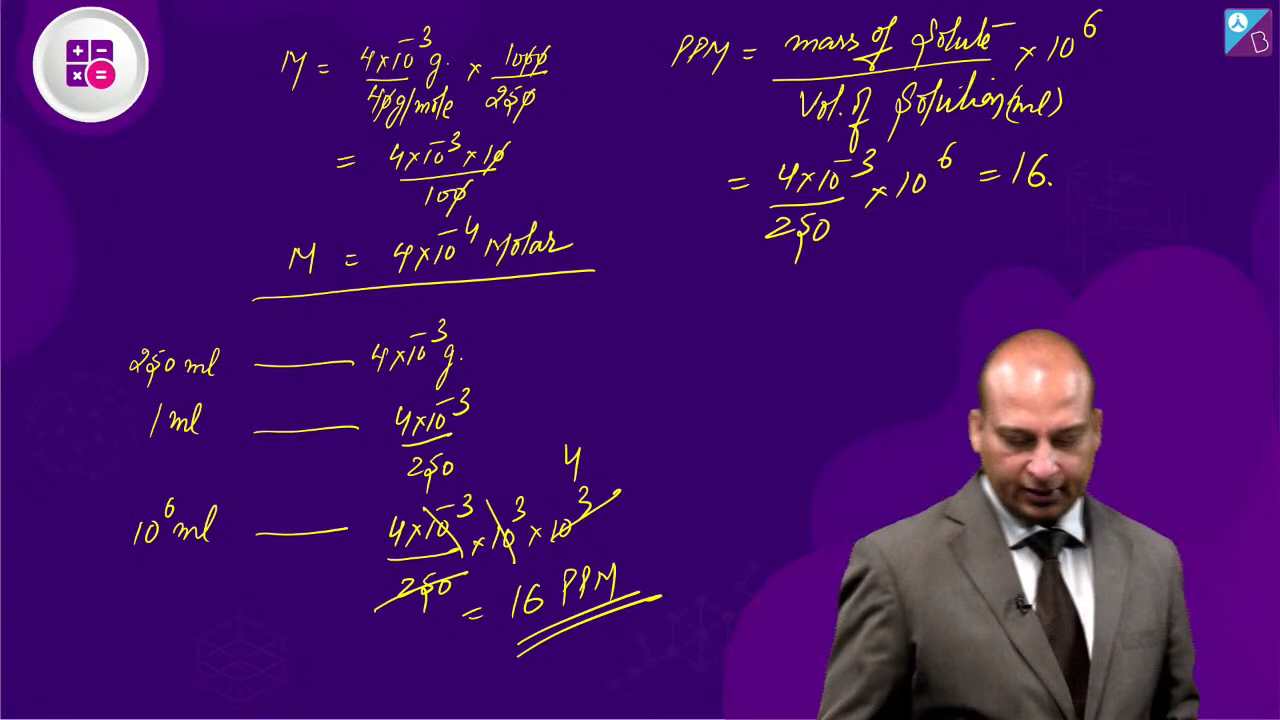 M = 4×10⁻³ g. / 40g/mole × 1000 / 250
= 4×10⁻³ × 10 / 100
M = 4×10⁻⁴ Molar
250 ml —— 4×10⁻³ g.
1 ml —— 4×10⁻³ / 250
10⁶ ml —— 4×10⁻³ / 250 × 10³ × 10³ 4
= 16 PPM
PPM = mass of Solute / Vol. of Solution (ml) × 10⁶
= 4×10⁻³ / 250 × 10⁶ = 16.
B